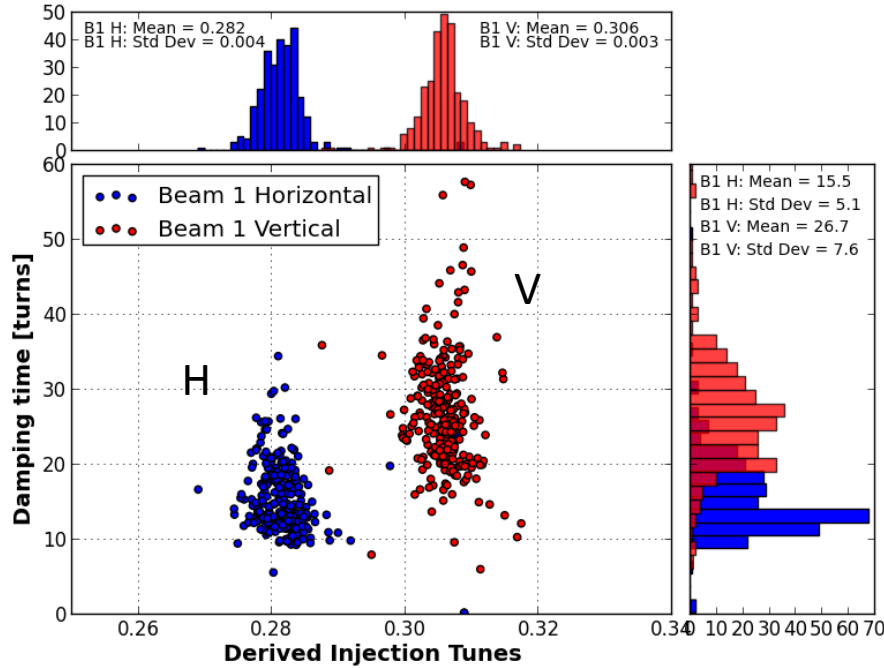 50
40
30
20
10
0
B1 H: Mean = 0.282
B1 H: Std Dev = 0.004
B1 V: Mean = 0.306
B1 V: Std Dev = 0.003
60
50
40
30
20
10
0
Damping time [turns]
Beam 1 Horizontal
Beam 1 Vertical
H
V
0.26
0.28
0.30
0.32
0.34
Derived Injection Tunes
B1 H: Mean = 15.5
B1 H: Std Dev = 5.1
B1 V: Mean = 26.7
B1 V: Std Dev = 7.6
0 10 20 30 40 50 60 70